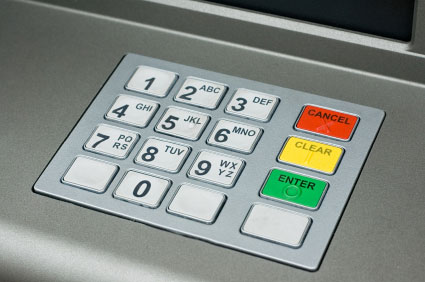 1 2 ABC 3 DEF CANCEL
4 GHI 5 JKL 6 MNO CLEAR
7 PQ RS 8 TUV 9 WX YZ ENTER
0